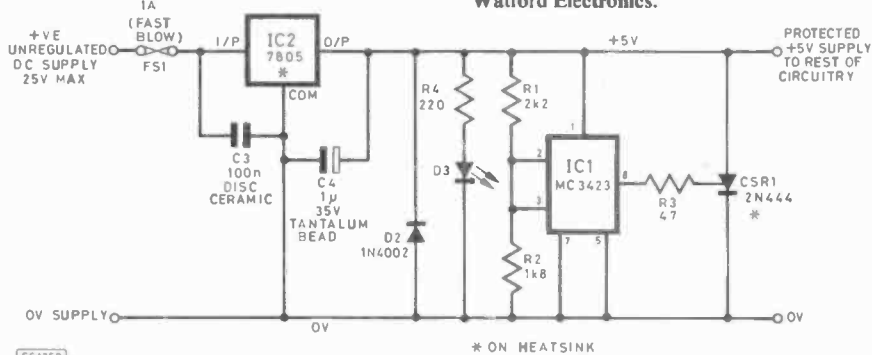 Watford Electronics.
1A
(FAST
BLOW)
FS1
+VE
UNREGULATED
DC SUPPLY
25V MAX
I/P
IC2
7805
*
O/P
COM
C3
100n
DISC
CERAMIC
C4
1µ
35V
TANTALUM
BEAD
D2
1N4002
R4
220
D3
R1
2k2
R2
1k8
+5V
1
2
3
IC1
MC3423
8
7
5
R3
47
CSR1
2N444
*
PROTECTED
+5V SUPPLY
TO REST OF
CIRCUITRY
0V SUPPLY
0V
0V
* ON HEATSINK